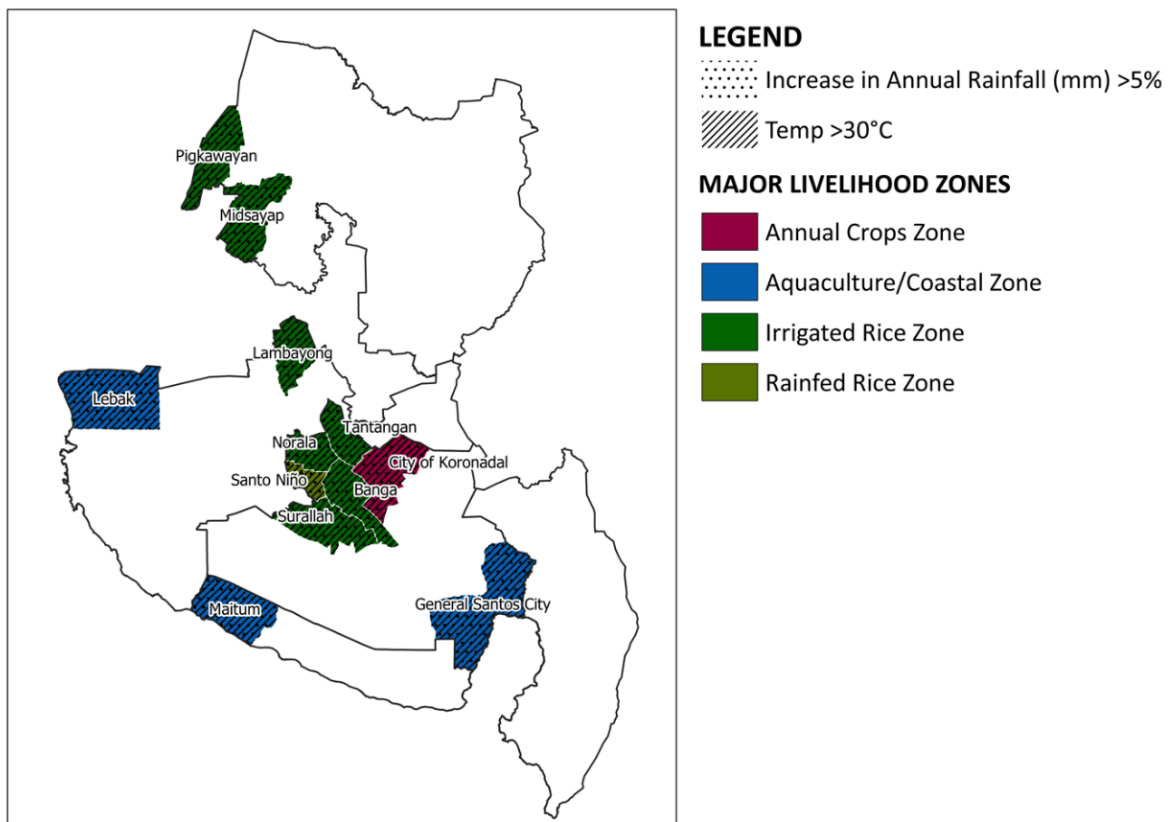 LEGEND
Increase in Annual Rainfall (mm) >5%
Temp >30°C
MAJOR LIVELIHOOD ZONES
Annual Crops Zone
Aquaculture/Coastal Zone
Irrigated Rice Zone
Rainfed Rice Zone
Pigkawayan
Midsayap
Lambayong
Lebak
Tantangan
Norala
City of Koronadal
Santo Niño
Banga
Surallah
General Santos City
Maitum